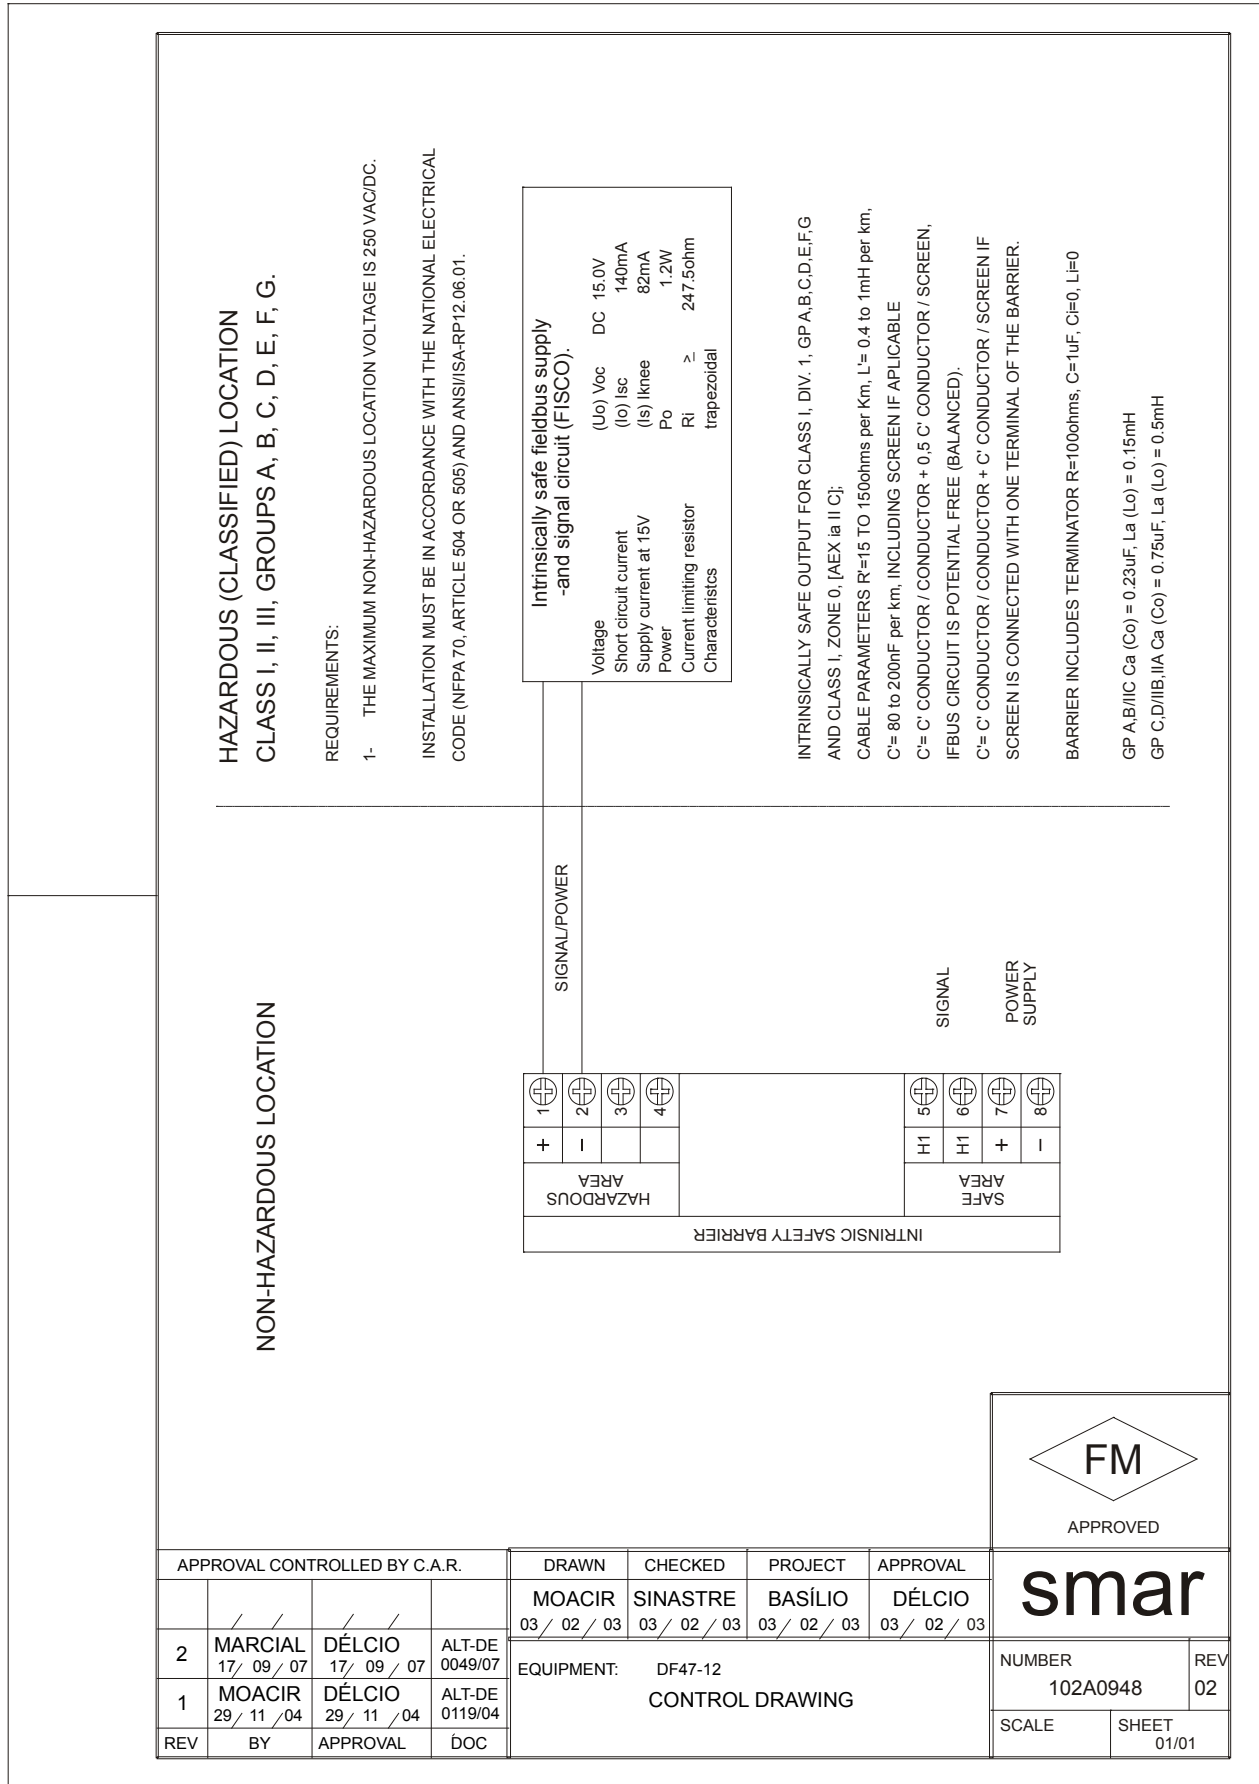 HAZARDOUS (CLASSIFIED) LOCATION
CLASS I, II, III, GROUPS A, B, C, D, E, F, G.
REQUIREMENTS:
1- THE MAXIMUM NON-HAZARDOUS LOCATION VOLTAGE IS 250 VAC/DC.
INSTALLATION MUST BE IN ACCORDANCE WITH THE NATIONAL ELECTRICAL
CODE (NFPA 70, ARTICLE 504 OR 505) AND ANSI/ISA-RP12.06.01.
Intrinsically safe fieldbus supply
-and signal circuit (FISCO).
Voltage (Uo) Voc DC 15.0V
Short circuit current (Io) Isc 140mA
Supply current at 15V (Is) Iknee 82mA
Power Po 1.2W
Current limiting resistor Ri ≥ 247.5ohm
Characteristcs trapezoidal
INTRINSICALLY SAFE OUTPUT FOR CLASS I, DIV. 1, GP A,B,C,D,E,F,G
AND CLASS I, ZONE 0, [AEX ia II C];
CABLE PARAMETERS R'=15 TO 150ohms per Km, L'= 0.4 to 1mH per km,
C'= 80 to 200nF per km, INCLUDING SCREEN IF APLICABLE
C'= C' CONDUCTOR / CONDUCTOR + 0,5 C' CONDUCTOR / SCREEN,
IFBUS CIRCUIT IS POTENTIAL FREE (BALANCED).
C'= C' CONDUCTOR / CONDUCTOR + C' CONDUCTOR / SCREEN IF
SCREEN IS CONNECTED WITH ONE TERMINAL OF THE BARRIER.
BARRIER INCLUDES TERMINATOR R=100ohms, C=1uF, Ci=0, Li=0
GP A,B/IIC Ca (Co) = 0.23uF, La (Lo) = 0.15mH
GP C,D/IIB,IIA Ca (Co) = 0.75uF, La (Lo) = 0.5mH
NON-HAZARDOUS LOCATION
SIGNAL/POWER
SIGNAL
POWER
SUPPLY
1
2
3
4
5
6
7
8
+
−
H1
H1
+
−
HAZARDOUS
AREA
SAFE
AREA
INTRINSIC SAFETY BARRIER
FM
APPROVED
APPROVAL CONTROLLED BY C.A.R.
/ / / /
2 MARCIAL DÉLCIO ALT-DE
17/ 09 / 07 17/ 09 / 07 0049/07
1 MOACIR DÉLCIO ALT-DE
29/ 11 /04 29/ 11 /04 0119/04
REV BY APPROVAL DOC
DRAWN CHECKED PROJECT APPROVAL
MOACIR SINASTRE BASÍLIO DÉLCIO
03/ 02 / 03 03/ 02 / 03 03/ 02 / 03 03/ 02 / 03
EQUIPMENT: DF47-12
CONTROL DRAWING
smar
NUMBER REV
102A0948 02
SCALE SHEET
01/01